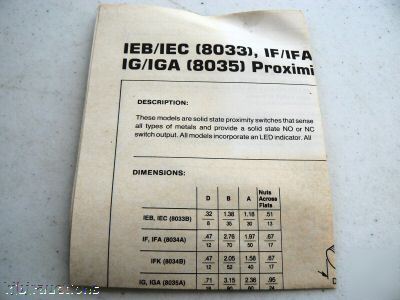 IEB/IEC (8033), IF/IFA
IG/IGA (8035) Proximi
DESCRIPTION:
These models are solid state proximity switches that sense
all types of metals and provide a solid state NO or NC
switch output. All models incorporate an LED indicator. All
DIMENSIONS:
D B A Nuts Across Flats
IEB, IEC (8033B) .32 1.38 1.18 .51
8 35 30 13
IF, IFA (8034A) .47 2.76 1.97 .67
12 70 50 17
IFK (8034B) .47 2.05 1.58 .67
12 52 40 17
IG, IGA (8035A) .71 3.15 2.36 .95
18 80 60 24